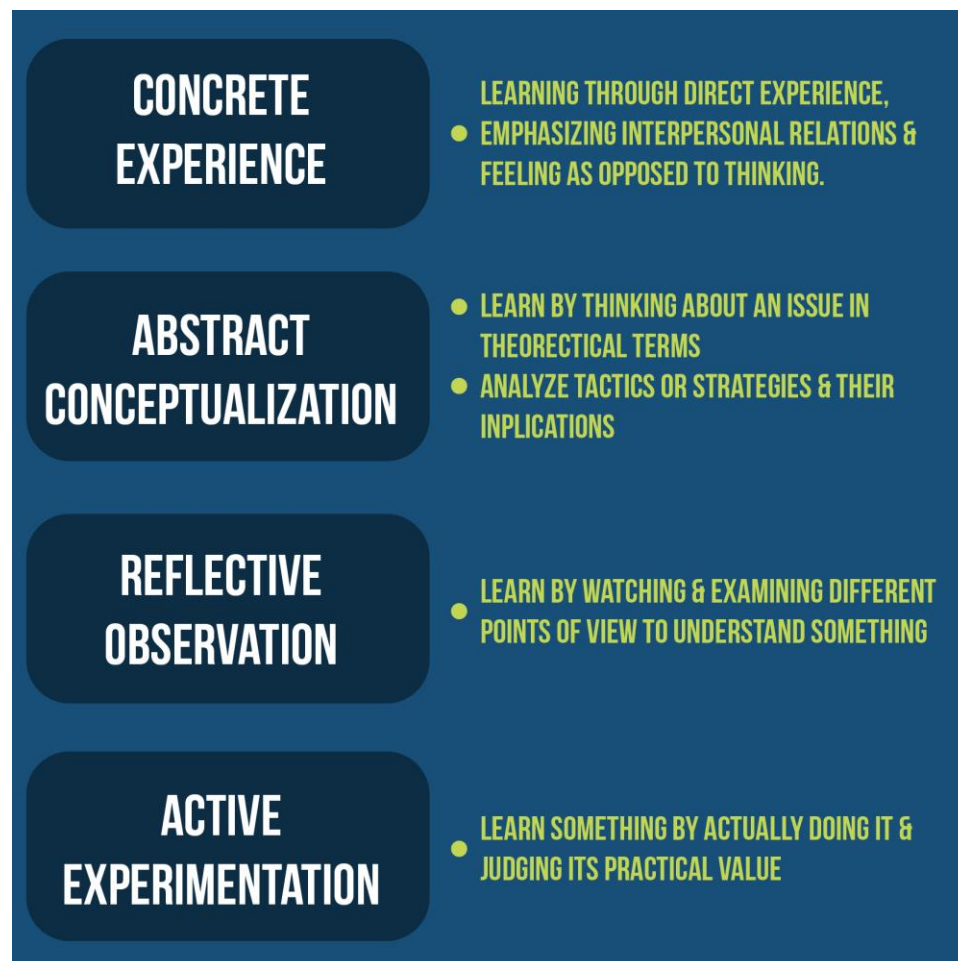 CONCRETE
EXPERIENCE
LEARNING THROUGH DIRECT EXPERIENCE,
EMPHASIZING INTERPERSONAL RELATIONS &
FEELING AS OPPOSED TO THINKING.
ABSTRACT
CONCEPTUALIZATION
LEARN BY THINKING ABOUT AN ISSUE IN
THEORECTICAL TERMS
ANALYZE TACTICS OR STRATEGIES & THEIR
INPLICATIONS
REFLECTIVE
OBSERVATION
LEARN BY WATCHING & EXAMINING DIFFERENT
POINTS OF VIEW TO UNDERSTAND SOMETHING
ACTIVE
EXPERIMENTATION
LEARN SOMETHING BY ACTUALLY DOING IT &
JUDGING ITS PRACTICAL VALUE